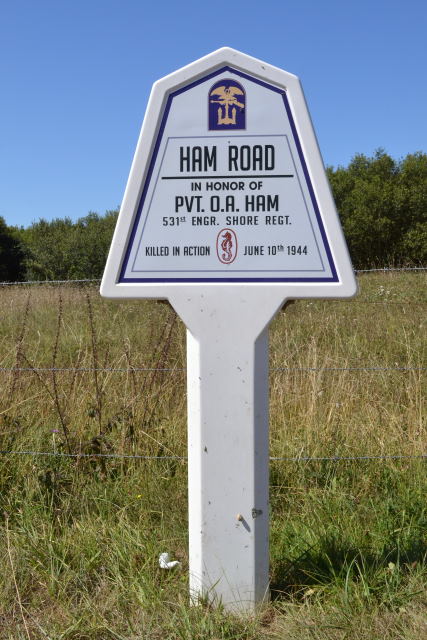 HAM ROAD
IN HONOR OF
PVT. O.A. HAM
531st ENGR. SHORE REGT.
KILLED IN ACTION JUNE 10th 1944